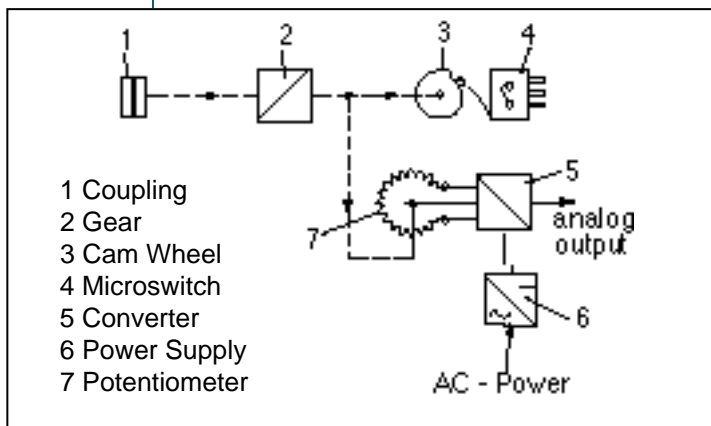 1
2
3
4
5
analog
output
7
6
AC - Power
1 Coupling
2 Gear
3 Cam Wheel
4 Microswitch
5 Converter
6 Power Supply
7 Potentiometer